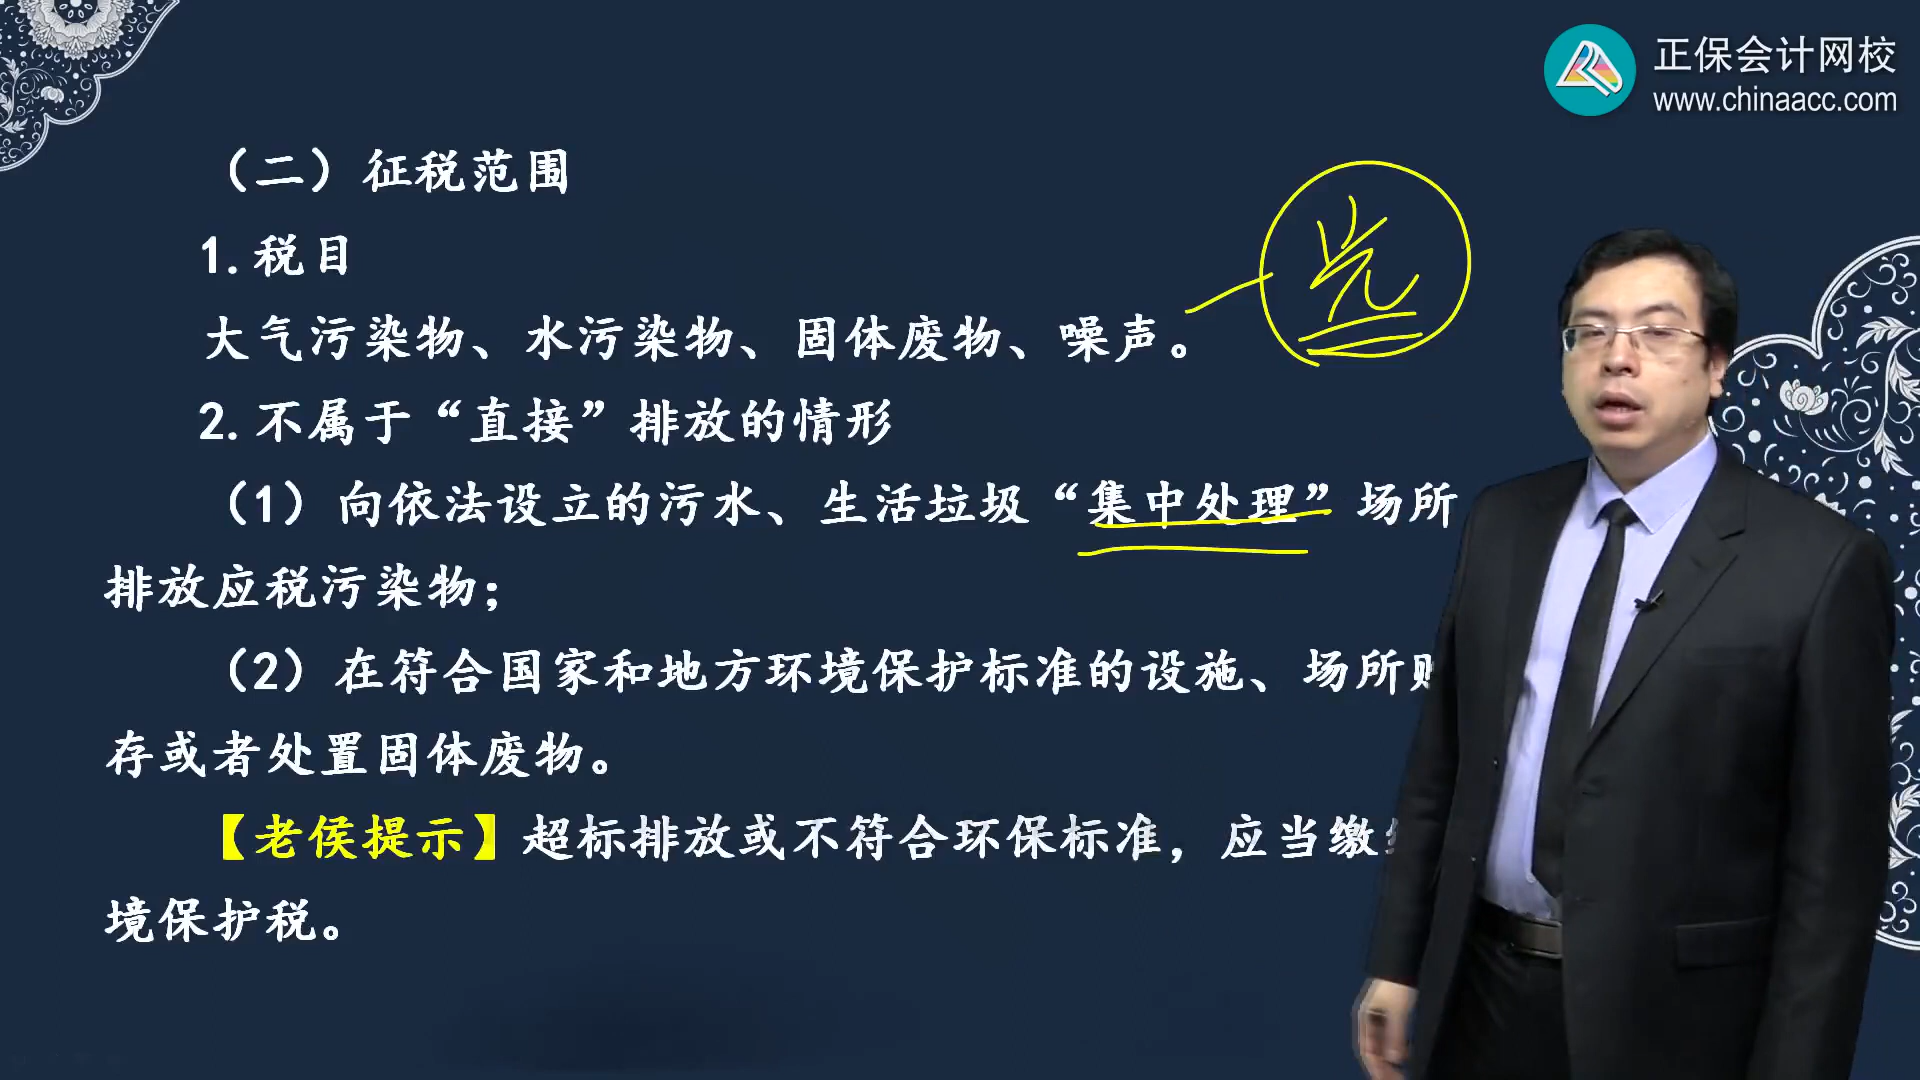 正保会计网校
www.chinaacc.com
（二）征税范围
1.税目
光
大气污染物、水污染物、固体废物、噪声。
2.不属于“直接”排放的情形
（1）向依法设立的污水、生活垃圾“集中处理”场所
排放应税污染物；
（2）在符合国家和地方环境保护标准的设施、场所
存或者处置固体废物。
【老侯提示】超标排放或不符合环保标准，应当缴
境保护税。